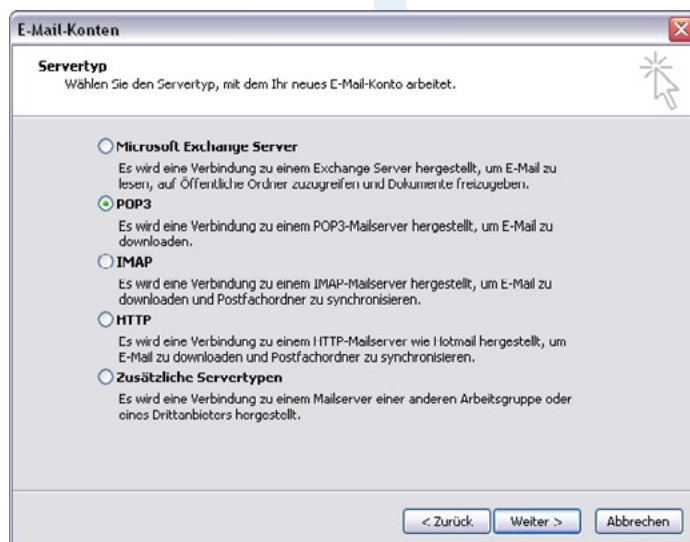 E-Mail-Konten
Servertyp
Wählen Sie den Servertyp, mit dem Ihr neues E-Mail-Konto arbeitet.
Microsoft Exchange Server
Es wird eine Verbindung zu einem Exchange Server hergestellt, um E-Mail zu
lesen, auf Öffentliche Ordner zuzugreifen und Dokumente freizugeben.
POP3
Es wird eine Verbindung zu einem POP3-Mailserver hergestellt, um E-Mail zu
downloaden.
IMAP
Es wird eine Verbindung zu einem IMAP-Mailserver hergestellt, um E-Mail zu
downloaden und Postfachordner zu synchronisieren.
HTTP
Es wird eine Verbindung zu einem HTTP-Mailserver wie Hotmail hergestellt, um
E-Mail zu downloaden und Postfachordner zu synchronisieren.
Zusätzliche Servertypen
Es wird eine Verbindung zu einem Mailserver einer anderen Arbeitsgruppe oder
eines Drittanbieters hergestellt.
< Zurück Weiter > Abbrechen